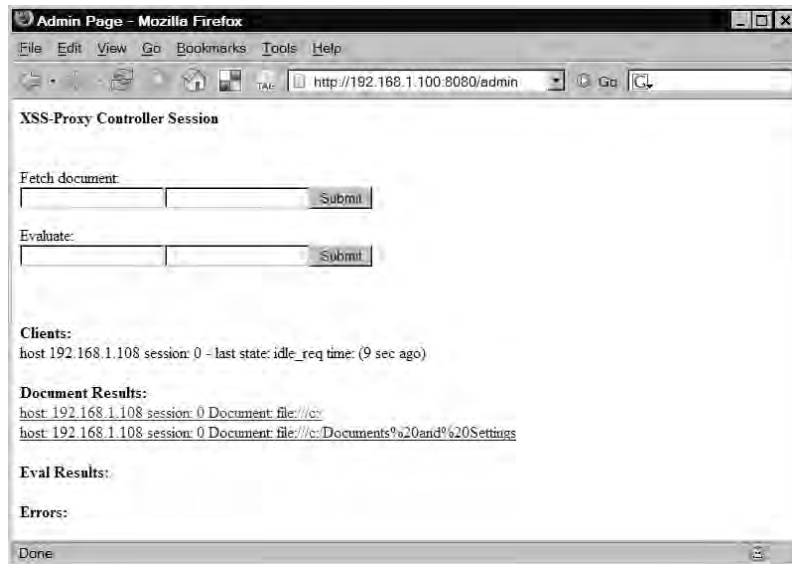 Admin Page - Mozilla Firefox
File Edit View Go Bookmarks Tools Help
TAG http://192.168.1.100:8080/admin Go G
XSS-Proxy Controller Session
Fetch document:
Submit
Evaluate:
Submit
Clients:
host 192.168.1.108 session: 0 - last state: idle_req time: (9 sec ago)
Document Results:
host: 192.168.1.108 session: 0 Document: file:///c:/
host: 192.168.1.108 session: 0 Document: file:///c:/Documents%20and%20Settings
Eval Results:
Errors:
Done